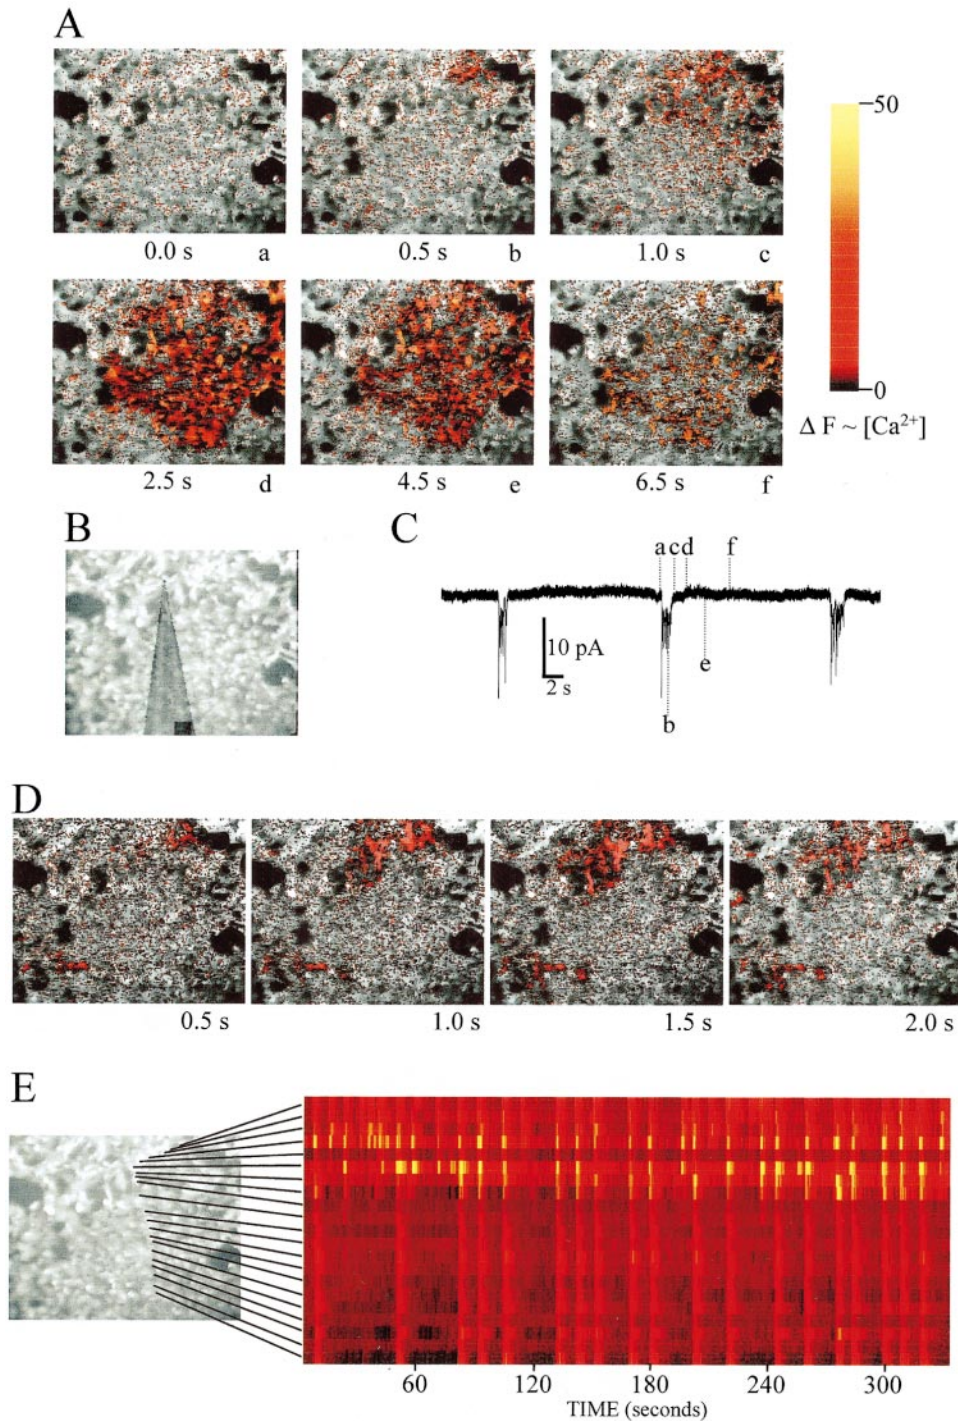 A
0.0 s a
0.5 s b
1.0 s c
50
0
Δ F ~ [Ca²⁺]
2.5 s d
4.5 s e
6.5 s f
B
C
a cd f
10 pA
2 s
e
b
D
0.5 s
1.0 s
1.5 s
2.0 s
E
60 120 180 240 300
TIME (seconds)